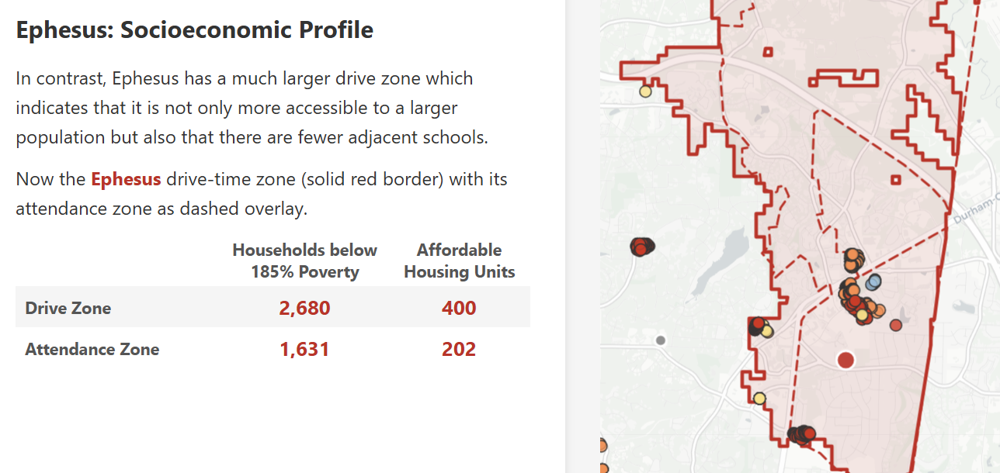 Ephesus: Socioeconomic Profile
In contrast, Ephesus has a much larger drive zone which
indicates that it is not only more accessible to a larger
population but also that there are fewer adjacent schools.
Now the Ephesus drive-time zone (solid red border) with its
attendance zone as dashed overlay.
Households below
185% Poverty
Affordable
Housing Units
Drive Zone 2,680 400
Attendance Zone 1,631 202
Durham-C